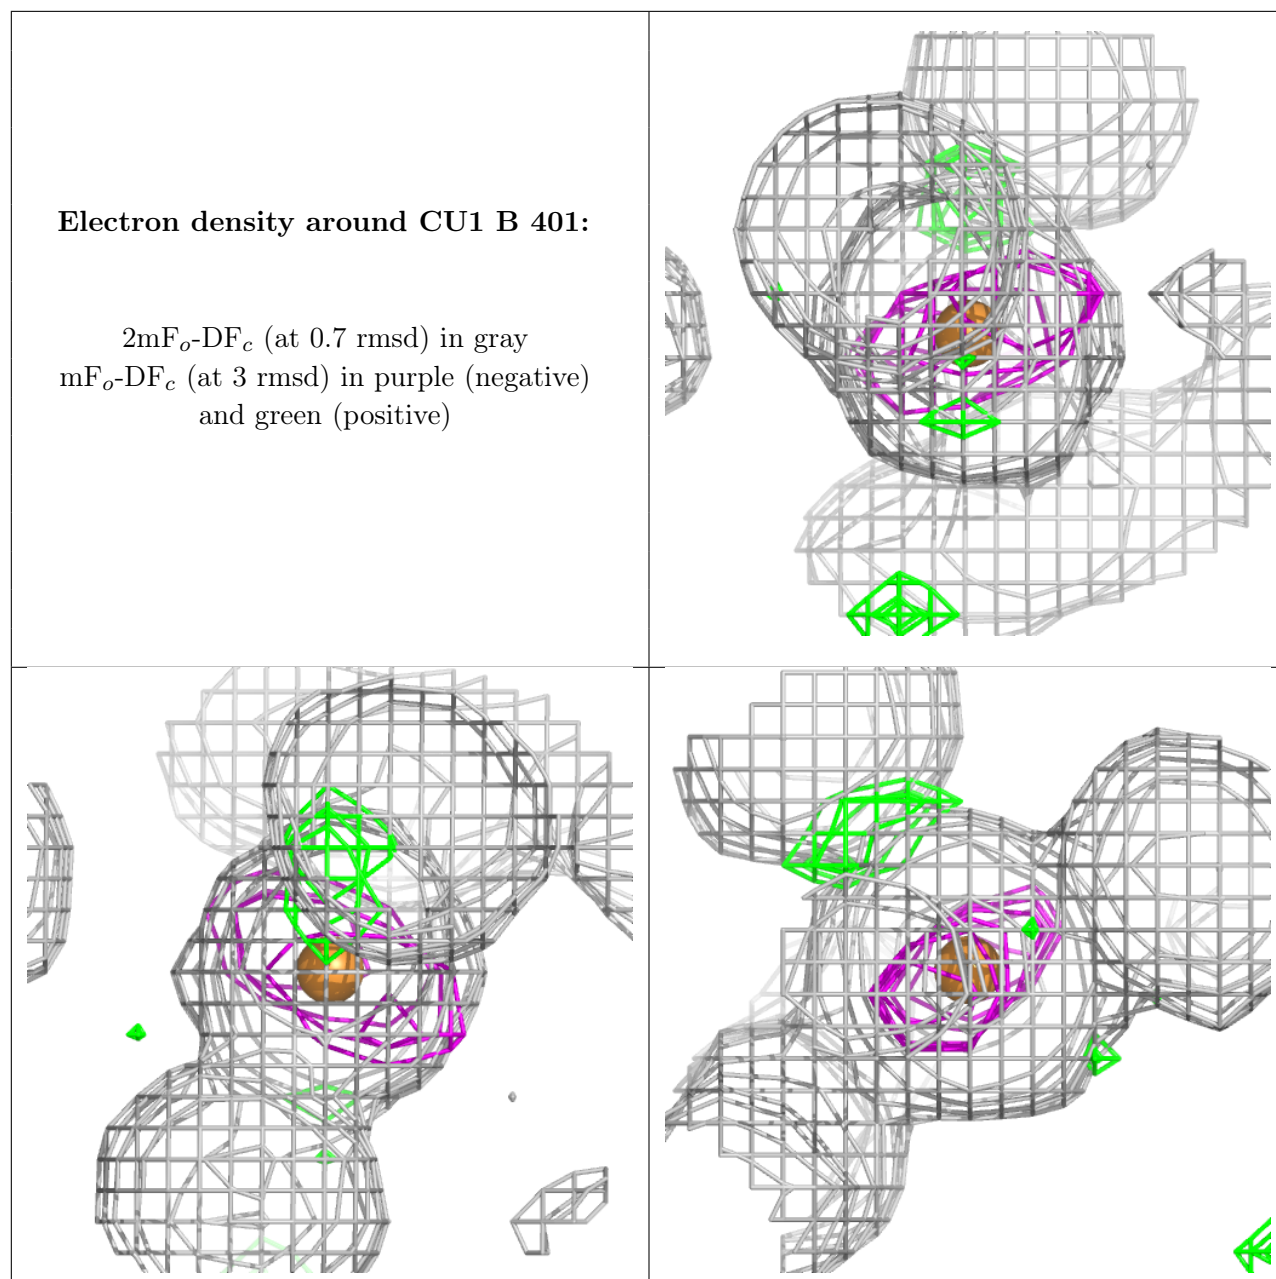 Electron density around CU1 B 401:
2mFo-DFc (at 0.7 rmsd) in gray
mFo-DFc (at 3 rmsd) in purple (negative)
and green (positive)